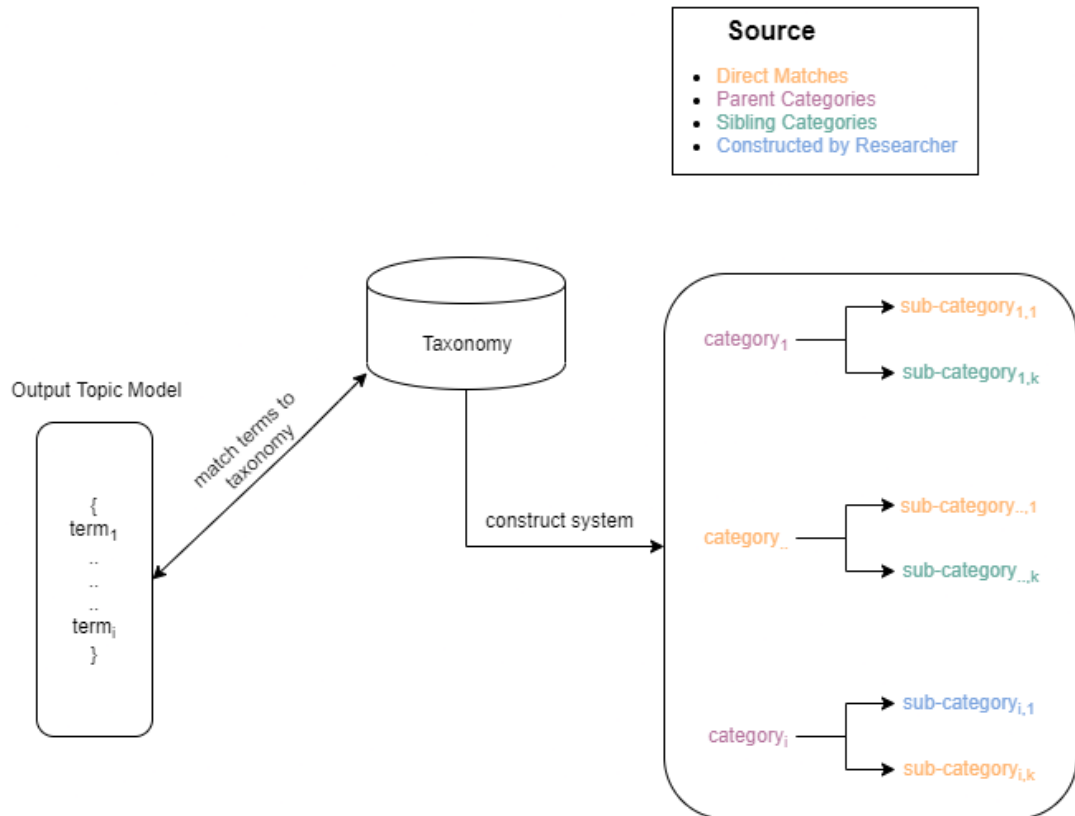 Source
Direct Matches
Parent Categories
Sibling Categories
Constructed by Researcher
Taxonomy
Output Topic Model
match terms to
taxonomy
{
term1
..
..
..
termi
}
construct system
category1
sub-category1,1
sub-category1,k
category..
sub-category..,1
sub-category..,k
categoryi
sub-categoryi,1
sub-categoryi,k